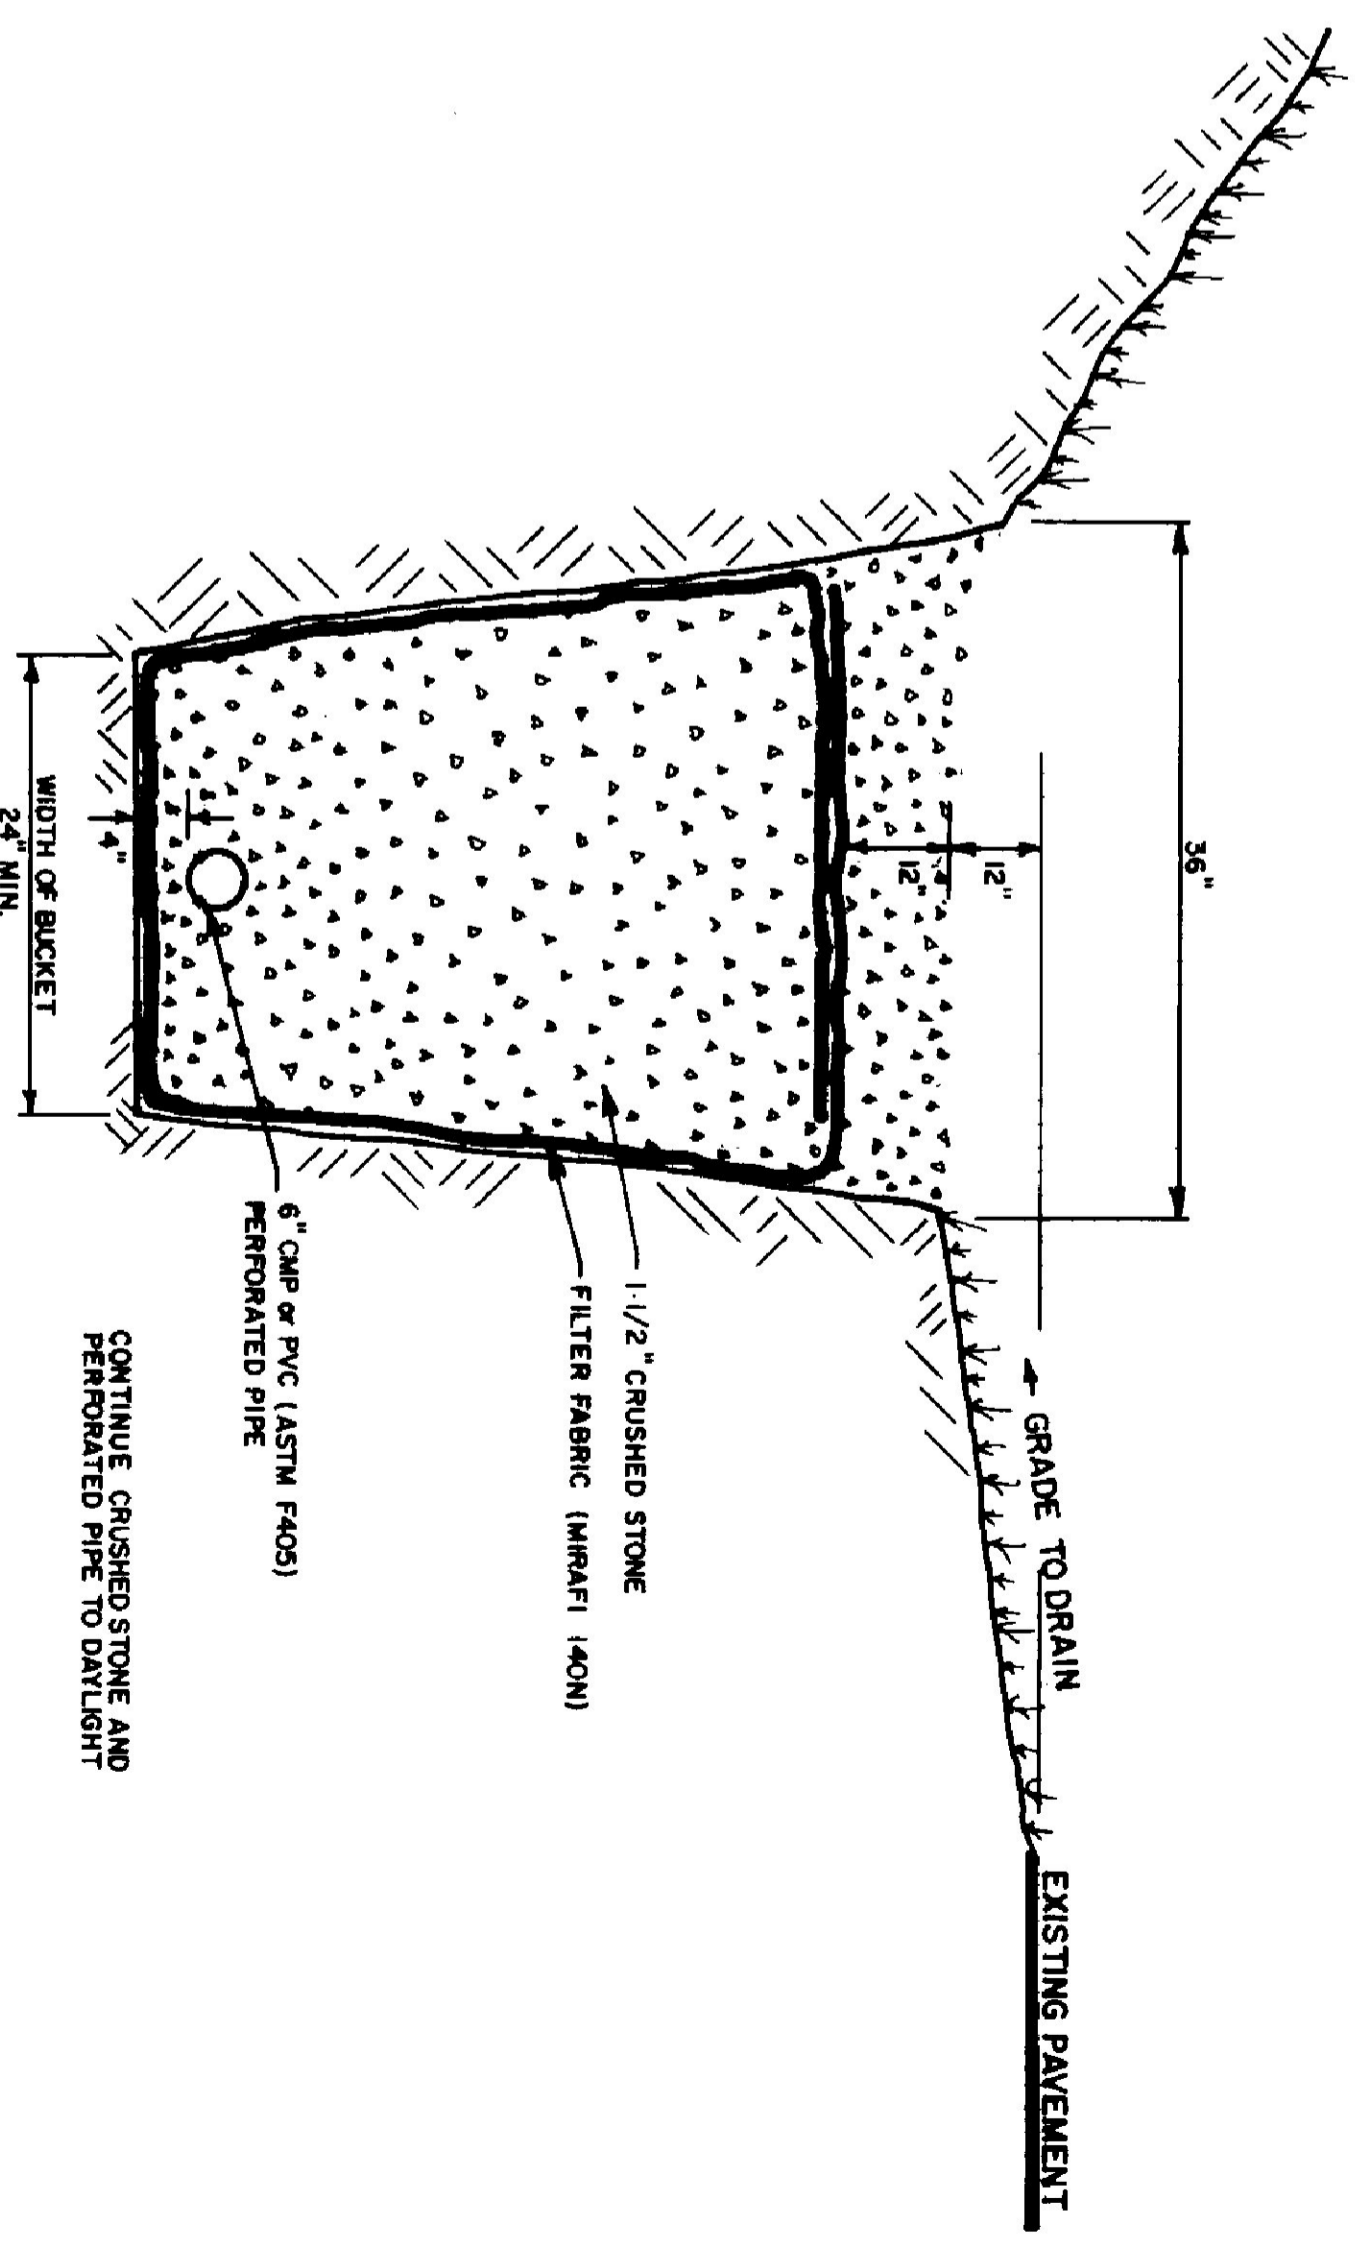 36"
12"
12"
GRADE TO DRAIN
EXISTING PAVEMENT
1-1/2" CRUSHED STONE
FILTER FABRIC (MIRAFI 140N)
6" CMP or PVC (ASTM F405)
PERFORATED PIPE
4"
WIDTH OF BUCKET
24" MIN.
CONTINUE CRUSHED STONE AND
PERFORATED PIPE TO DAYLIGHT